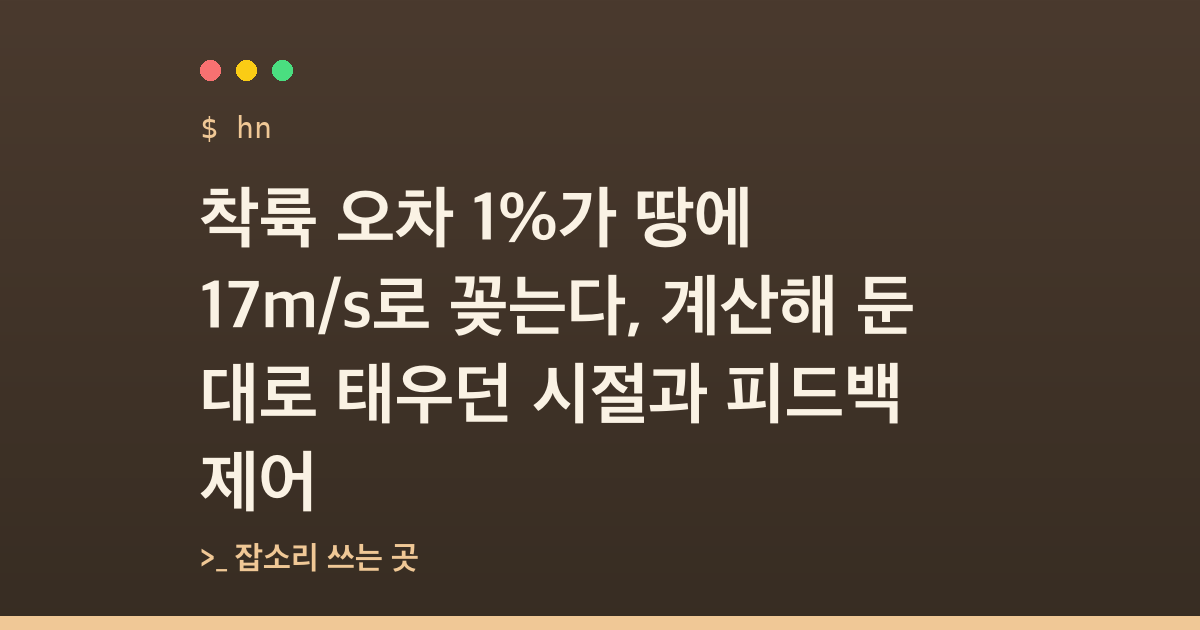 $ hn
착륙 오차 1%가 땅에
17m/s로 꽂는다, 계산해 둔
대로 태우던 시절과 피드백
제어
>_ 잡소리 쓰는 곳